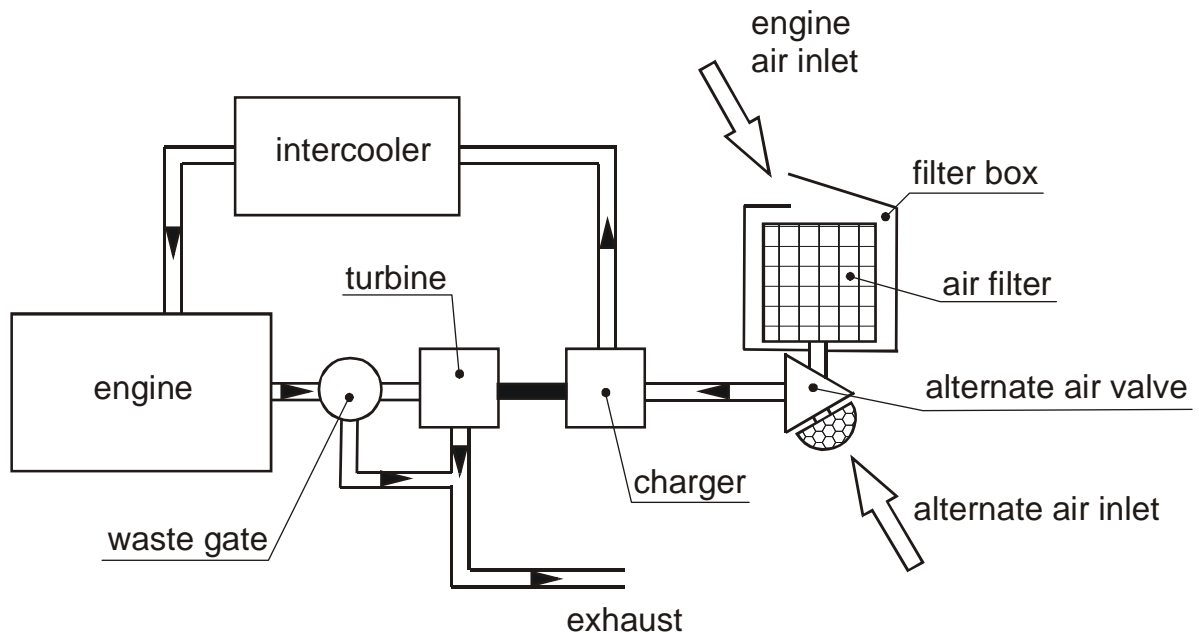 engine
air inlet
intercooler
filter box
turbine
air filter
engine
alternate air valve
charger
alternate air inlet
waste gate
exhaust